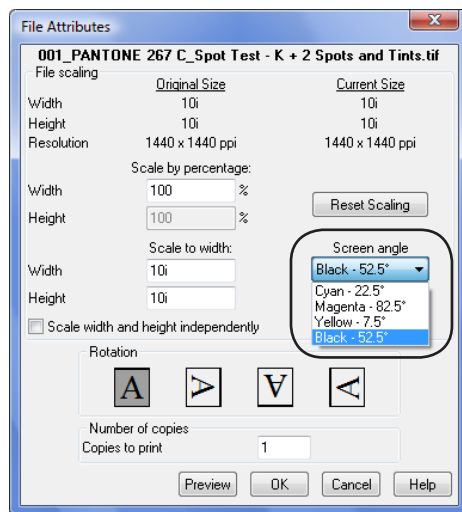 File Attributes
001_PANTONE 267 C_Spot Test - K + 2 Spots and Tints.tif
File scaling
Original Size Current Size
Width 10i 10i
Height 10i 10i
Resolution 1440 x 1440 ppi 1440 x 1440 ppi
Scale by percentage:
Width 100 %
Height 100 %
Reset Scaling
Scale to width: Screen angle
Width 10i Black - 52.5°
Height 10i
Cyan - 22.5°
Magenta - 82.5°
Yellow - 7.5°
Black - 52.5°
Scale width and height independently
Rotation
A A A A
Number of copies
Copies to print 1
Preview OK Cancel Help